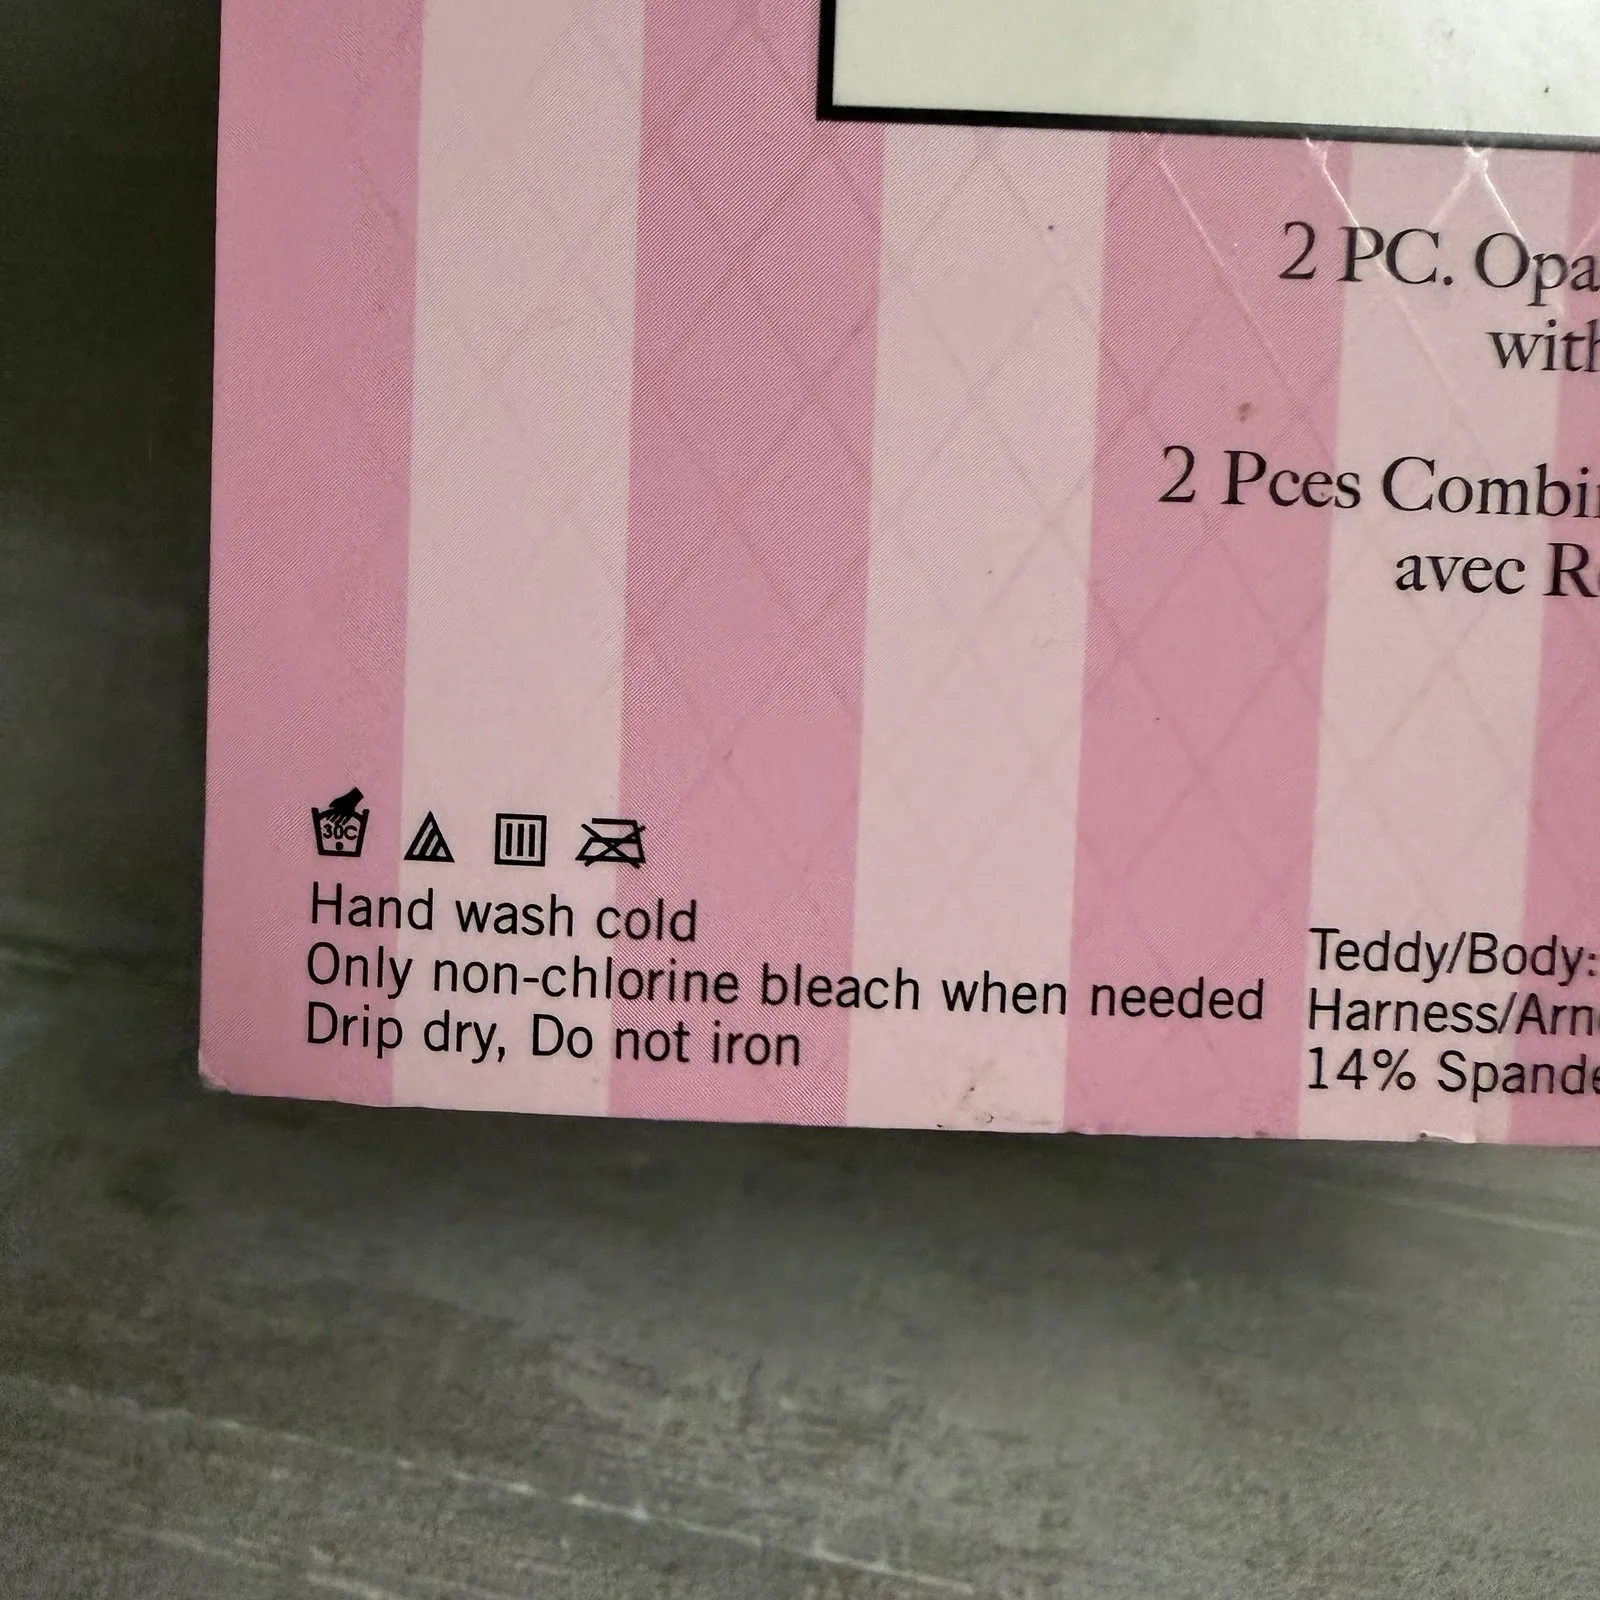 2 PC. Opa
with
2 Pces Combin
avec R
30C
Hand wash cold
Only non-chlorine bleach when needed
Drip dry, Do not iron
Teddy/Body:
Harness/Arn
14% Spande